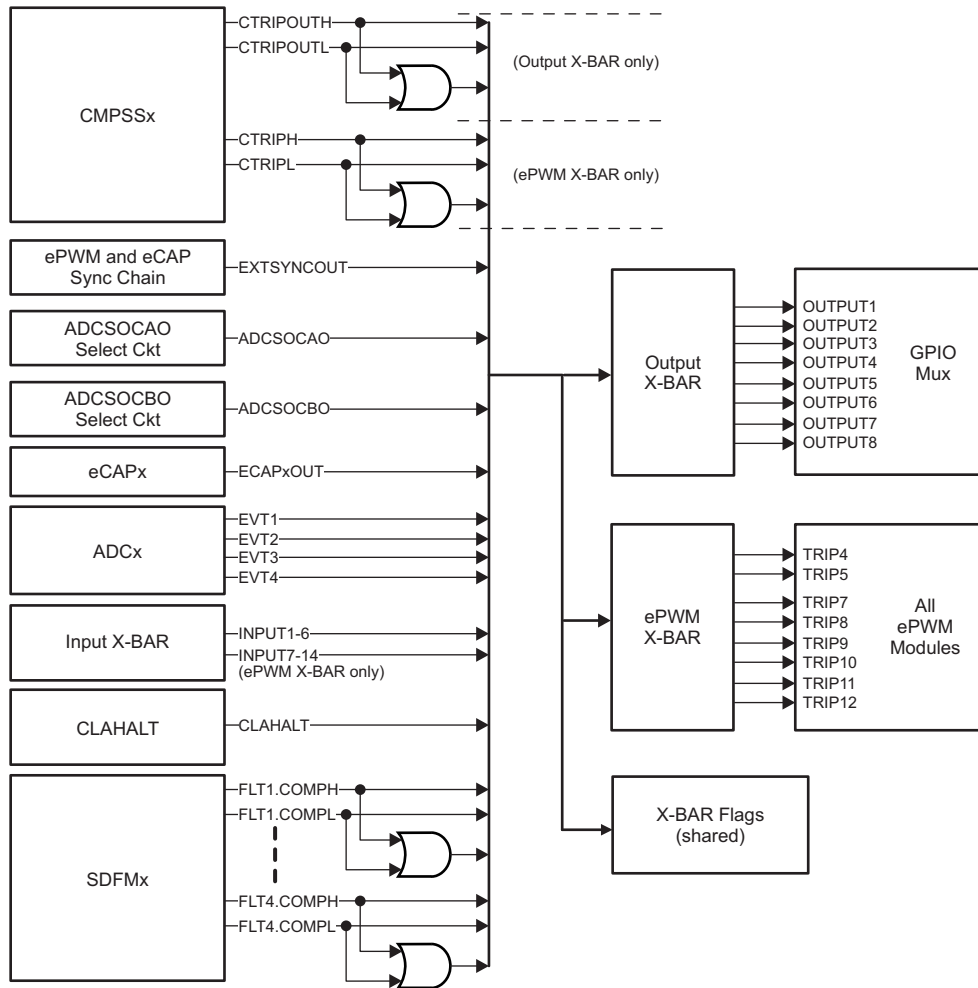 CMPSSx
CTRIPOUTH
CTRIPOUTL
(Output X-BAR only)
CTRIPH
CTRIPL
(ePWM X-BAR only)
ePWM and eCAP
Sync Chain
EXTSYNCOUT
ADCSOCAO
Select Ckt
ADCSOCAO
ADCSOCBO
Select Ckt
ADCSOCBO
eCAPx
ECAPxOUT
ADCx
EVT1
EVT2
EVT3
EVT4
Input X-BAR
INPUT1-6
INPUT7-14
(ePWM X-BAR only)
CLAHALT
CLAHALT
SDFMx
FLT1.COMPH
FLT1.COMPL
FLT4.COMPH
FLT4.COMPL
Output
X-BAR
OUTPUT1
OUTPUT2
OUTPUT3
OUTPUT4
OUTPUT5
OUTPUT6
OUTPUT7
OUTPUT8
GPIO
Mux
ePWM
X-BAR
TRIP4
TRIP5
TRIP7
TRIP8
TRIP9
TRIP10
TRIP11
TRIP12
All
ePWM
Modules
X-BAR Flags
(shared)